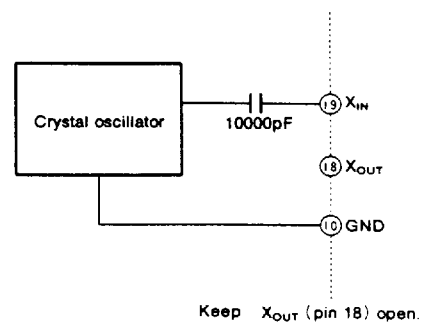 19 XIN
Crystal oscillator
10000pF
18 XOUT
10 GND
Keep XOUT (pin 18) open.